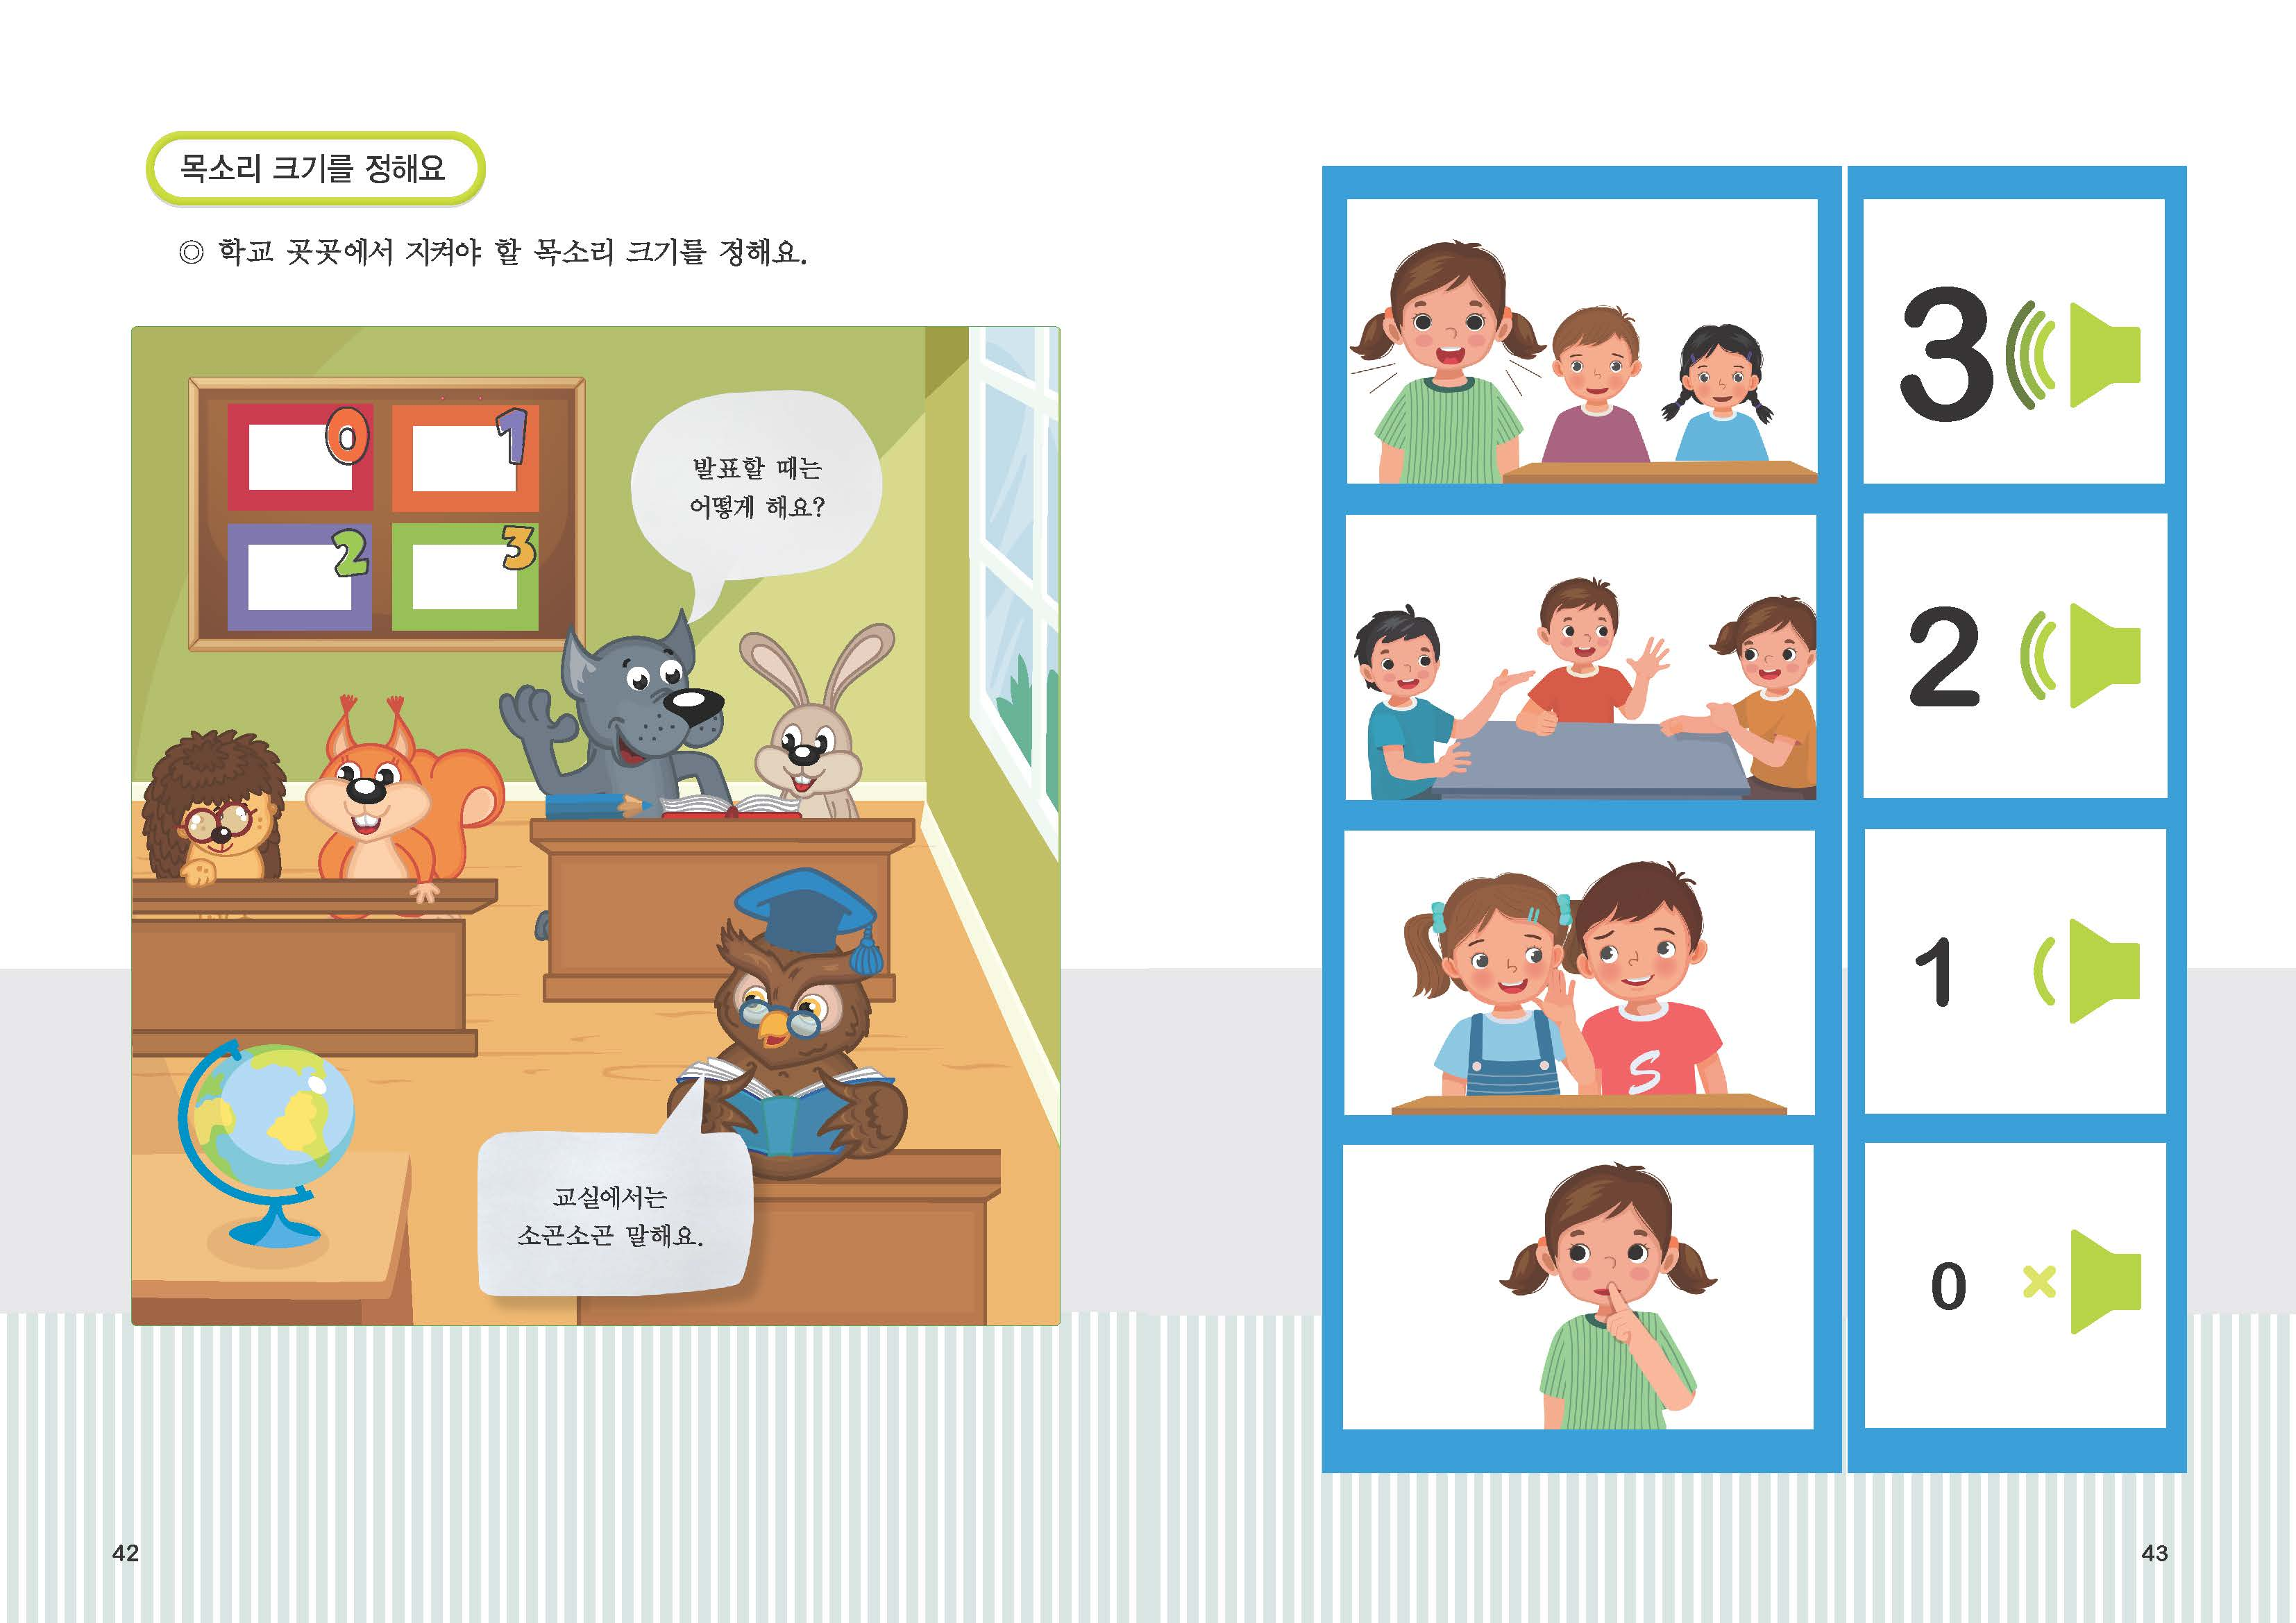 목소리 크기를 정해요
◎ 학교 곳곳에서 지켜야 할 목소리 크기를 정해요.
0
1
2
3
발표할 때는
어떻게 해요?
교실에서는
소곤소곤 말해요.
42
3
2
1
S
0
43